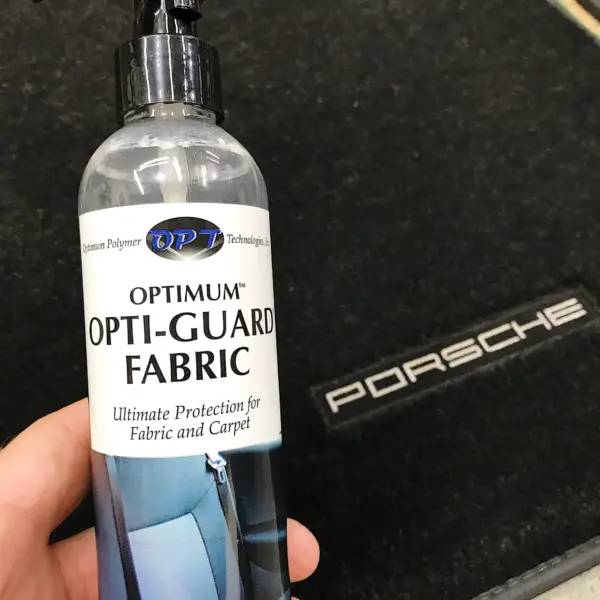 Optimum Polymer OPT Technologies, Inc.
OPTIMUM™
OPTI-GUARD
FABRIC
Ultimate Protection for
Fabric and Carpet
PORSCHE